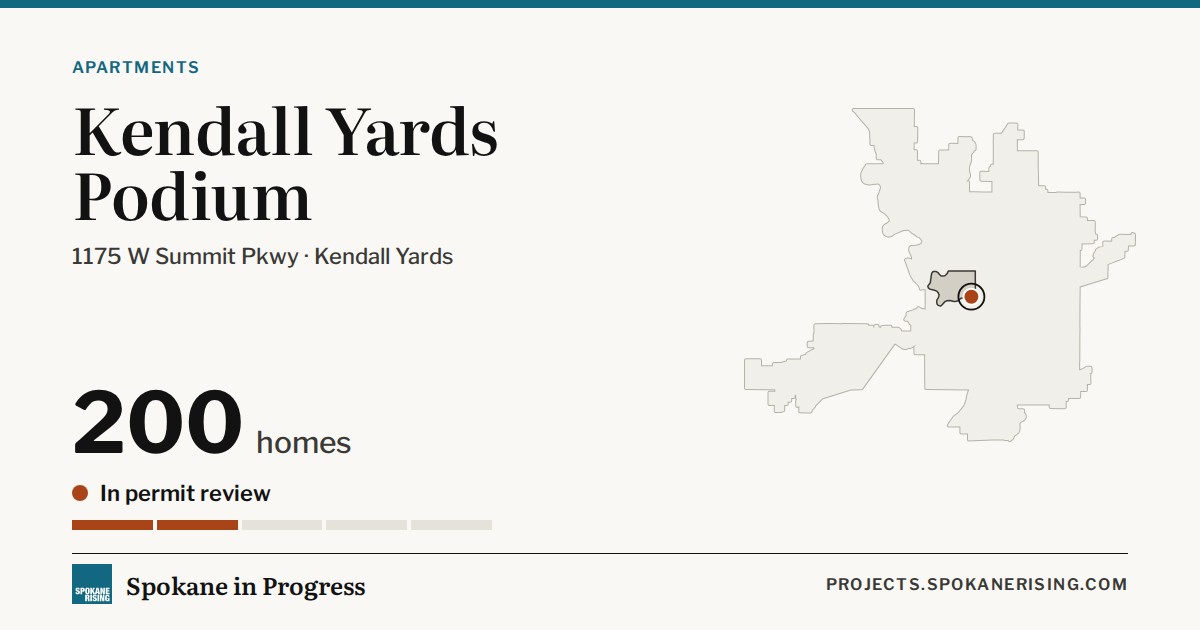 APARTMENTS
Kendall Yards
Podium
1175 W Summit Pkwy · Kendall Yards
200 homes
In permit review
SPOKANE
RISING
Spokane in Progress
PROJECTS.SPOKANERISING.COM